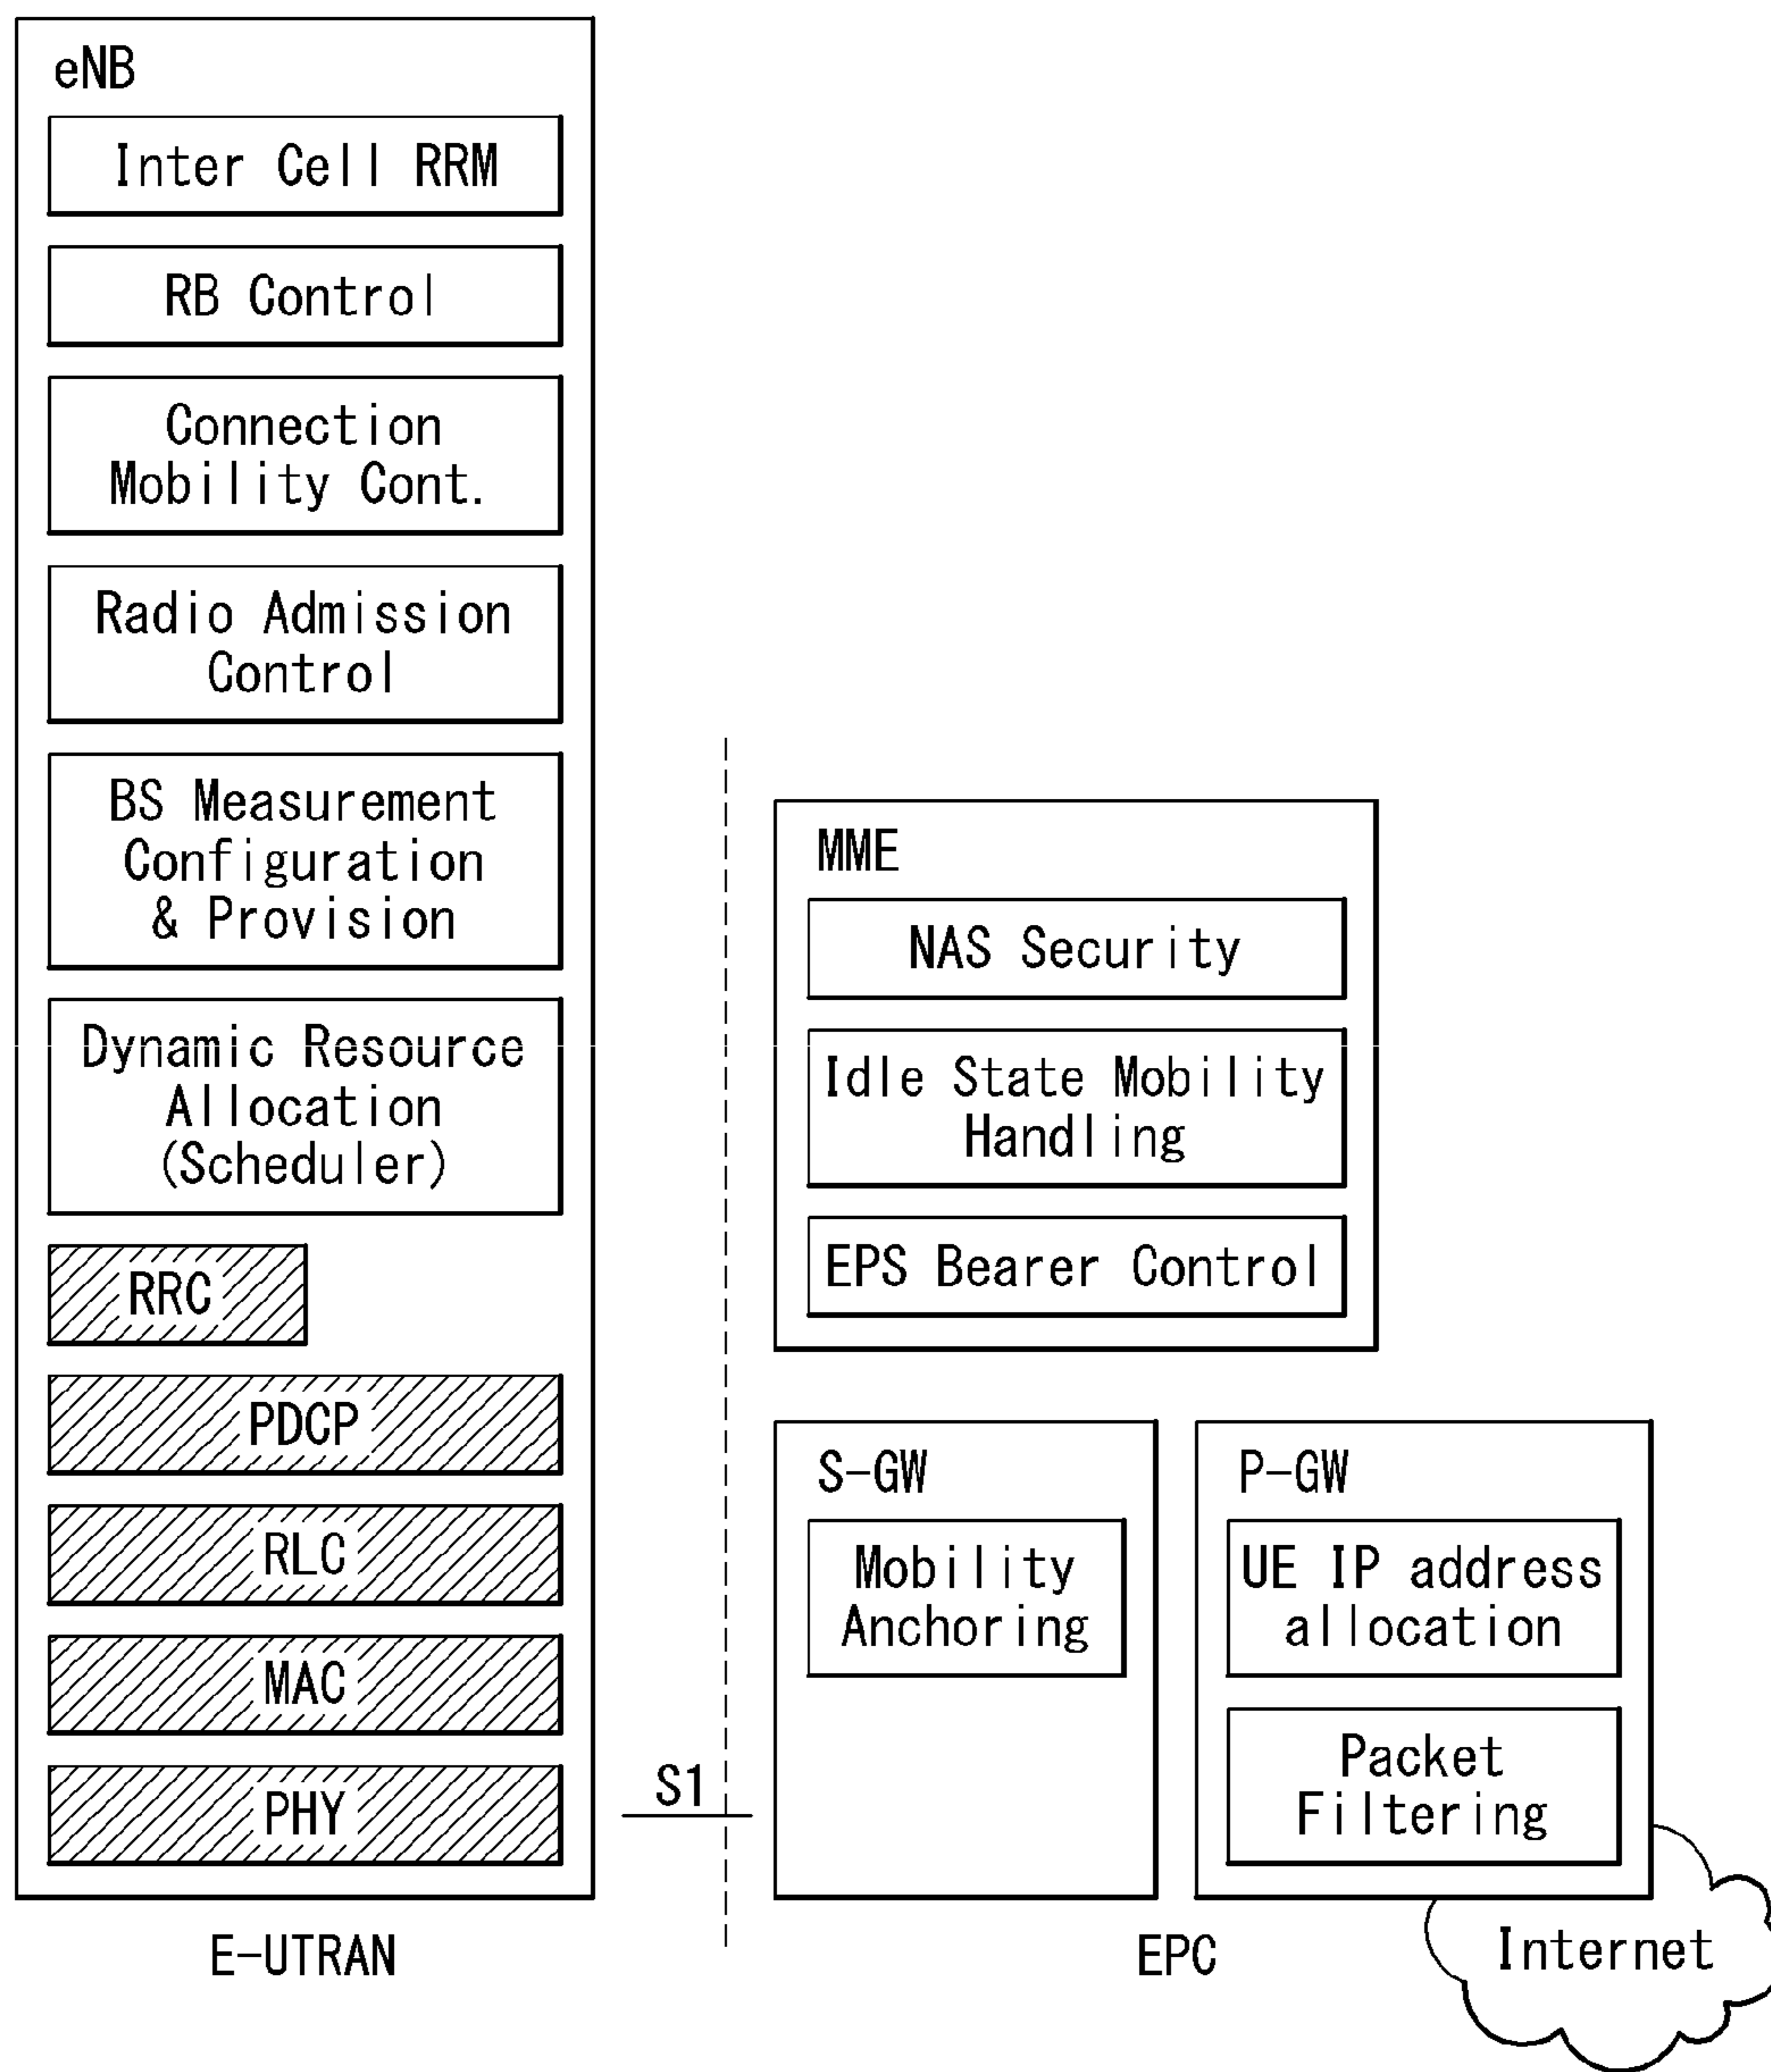 eNB
Inter Cell RRM
RB Control
Connection
Mobility Cont.
Radio Admission
Control
BS Measurement
Configuration
& Provision
Dynamic Resource
Allocation
(Scheduler)
RRC
PDCP
RLC
MAC
PHY
S1
MME
NAS Security
Idle State Mobility
Handling
EPS Bearer Control
S-GW
Mobility
Anchoring
P-GW
UE IP address
allocation
Packet
Filtering
E-UTRAN
EPC
Internet